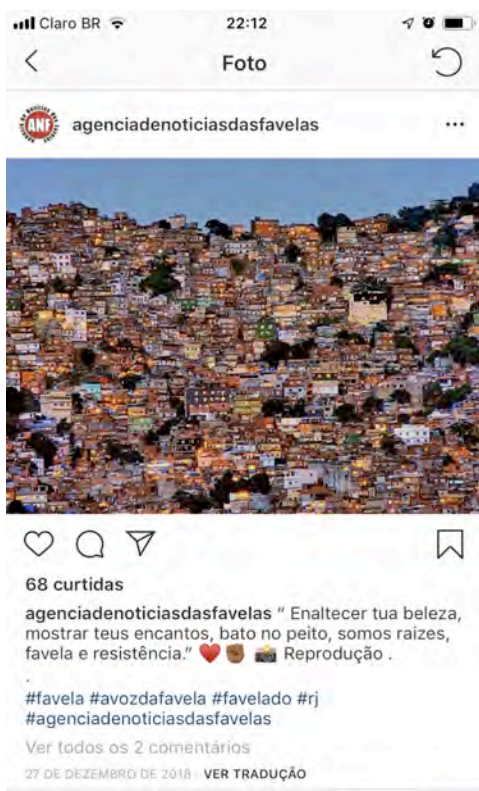 Claro BR 22:12
Foto
ANF agenciadenoticiasdasfavelas
68 curtidas
agenciadenoticiasdasfavelas “ Enaltecer tua beleza,
mostrar teus encantos, bato no peito, somos raizes,
favela e resistência.” ❤️ ✊🏾 📸 Reprodução .
.
#favela #avozdafavela #favelado #rj
#agenciadenoticiasdasfavelas
Ver todos os 2 comentários
27 DE DEZEMBRO DE 2018 VER TRADUÇÃO